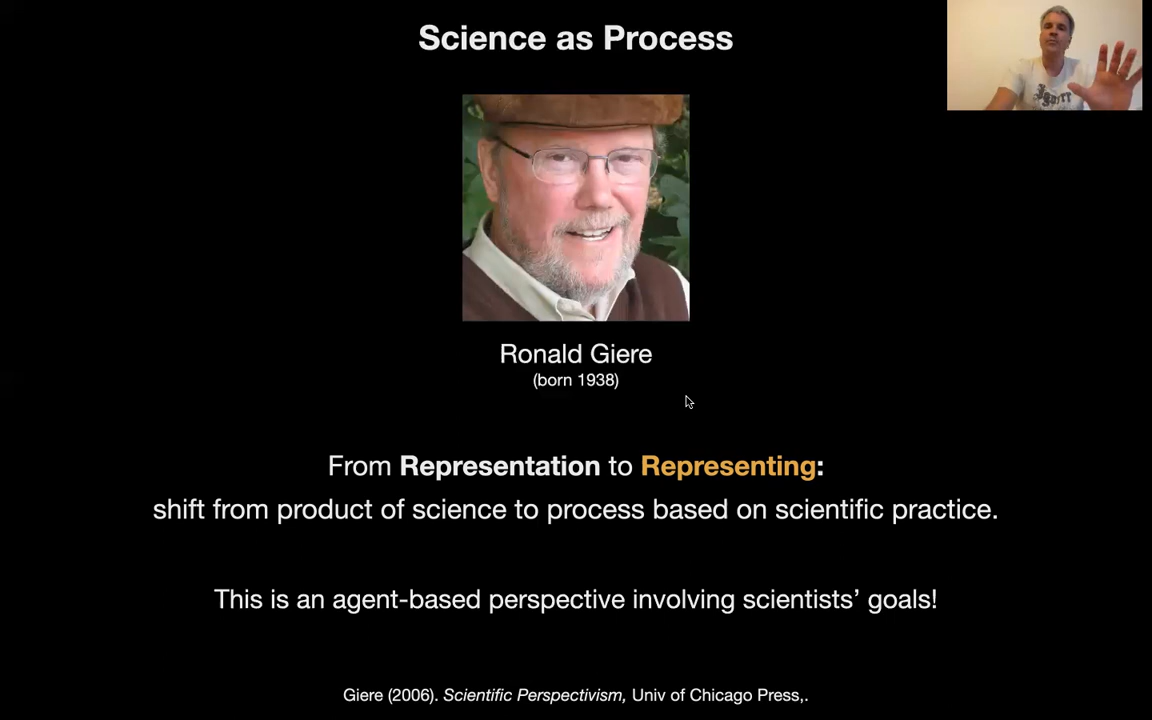 Science as Process
Ronald Giere
(born 1938)
From Representation to Representing:
shift from product of science to process based on scientific practice.
This is an agent-based perspective involving scientists’ goals!
Giere (2006). Scientific Perspectivism, Univ of Chicago Press,.